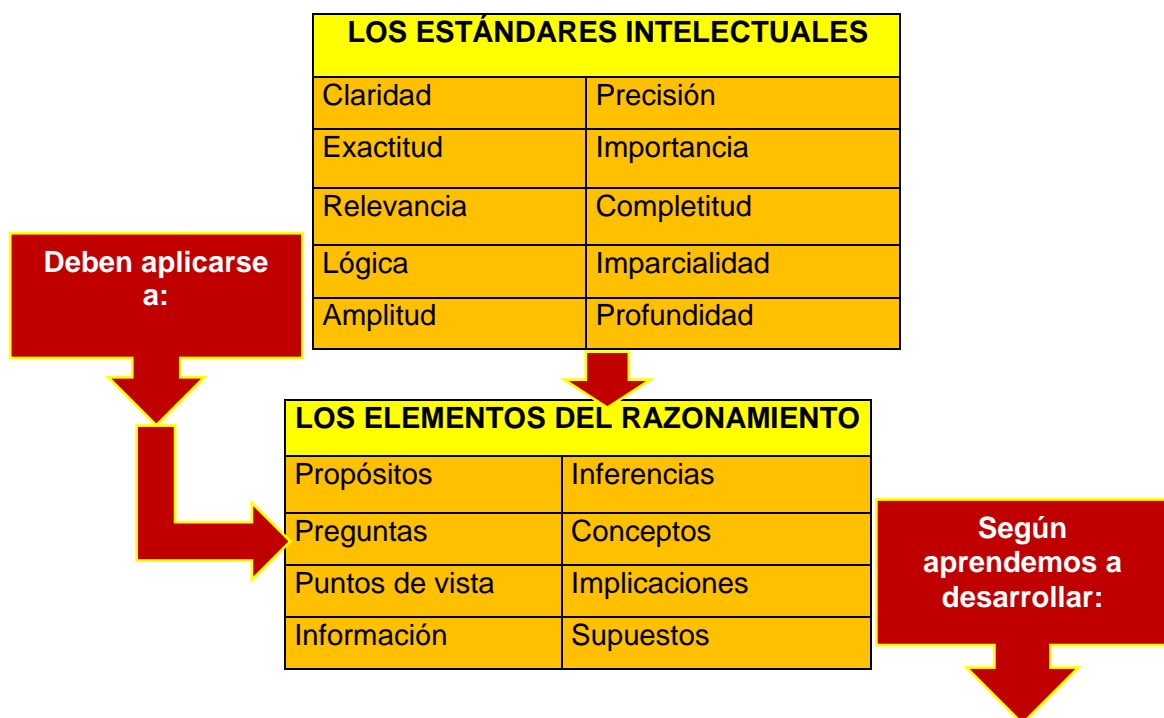 LOS ESTÁNDARES INTELECTUALES
Claridad Precisión
Exactitud Importancia
Relevancia Completitud
Lógica Imparcialidad
Amplitud Profundidad
Deben aplicarse
a:
LOS ELEMENTOS DEL RAZONAMIENTO
Propósitos Inferencias
Preguntas Conceptos
Puntos de vista Implicaciones
Información Supuestos
Según
aprendemos a
desarrollar: